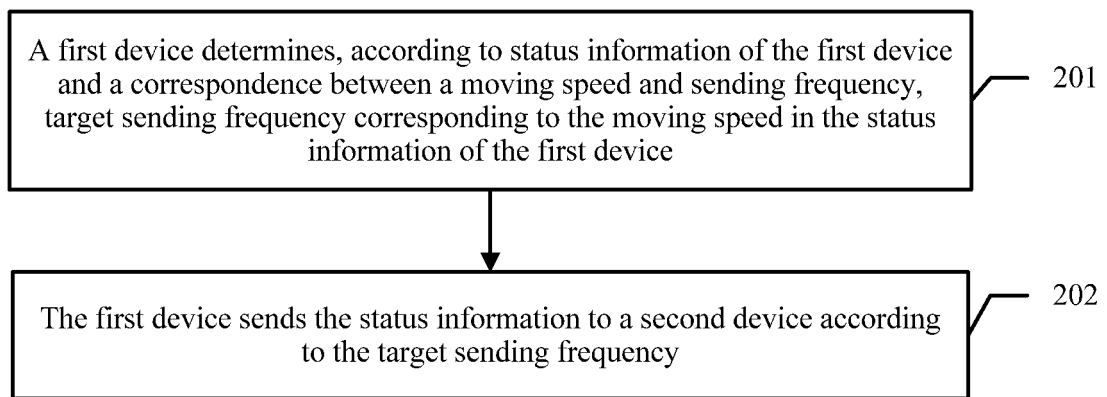 A first device determines, according to status information of the first device
and a correspondence between a moving speed and sending frequency,
target sending frequency corresponding to the moving speed in the status
information of the first device
201
The first device sends the status information to a second device according
to the target sending frequency
202